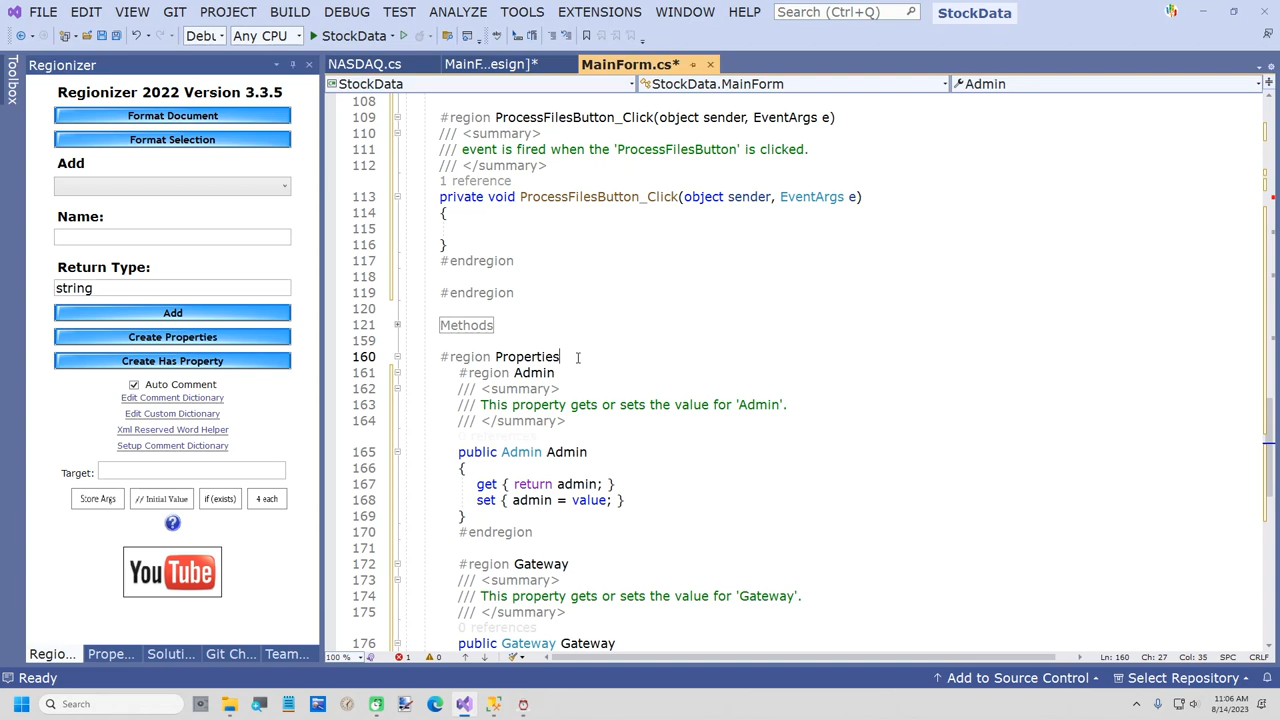 FILE EDIT VIEW GIT PROJECT BUILD DEBUG TEST ANALYZE TOOLS EXTENSIONS WINDOW HELP Search (Ctrl+Q) StockData
Debu Any CPU StockData
Toolbox
Regionizer
Regionizer 2022 Version 3.3.5
Format Document
Format Selection
Add
Name:
Return Type:
string
Add
Create Properties
Create Has Property
Auto Comment
Edit Comment Dictionary
Edit Custom Dictionary
Xml Reserved Word Helper
Setup Comment Dictionary
Target:
Store Args // Initial Value if (exists) 4 each
You Tube
Regio... Prope... Soluti... Git Ch... Team...
NASDAQ.cs MainF...esign]* MainForm.cs*
StockData StockData.MainForm Admin
108
109 #region ProcessFilesButton_Click(object sender, EventArgs e)
110 /// <summary>
111 /// event is fired when the 'ProcessFilesButton' is clicked.
112 /// </summary>
1 reference
113 private void ProcessFilesButton_Click(object sender, EventArgs e)
114 {
115
116 }
117 #endregion
118
119 #endregion
120
121 Methods
159
160 #region Properties
161 #region Admin
162 /// <summary>
163 /// This property gets or sets the value for 'Admin'.
164 /// </summary>
0 references
165 public Admin Admin
166 {
167 get { return admin; }
168 set { admin = value; }
169 }
170 #endregion
171
172 #region Gateway
173 /// <summary>
174 /// This property gets or sets the value for 'Gateway'.
175 /// </summary>
0 references
176 public Gateway Gateway
100 % 1 0 Ln: 160 Ch: 27 Col: 35 SPC CRLF
Ready Add to Source Control Select Repository
Search
11:06 AM
8/14/2023